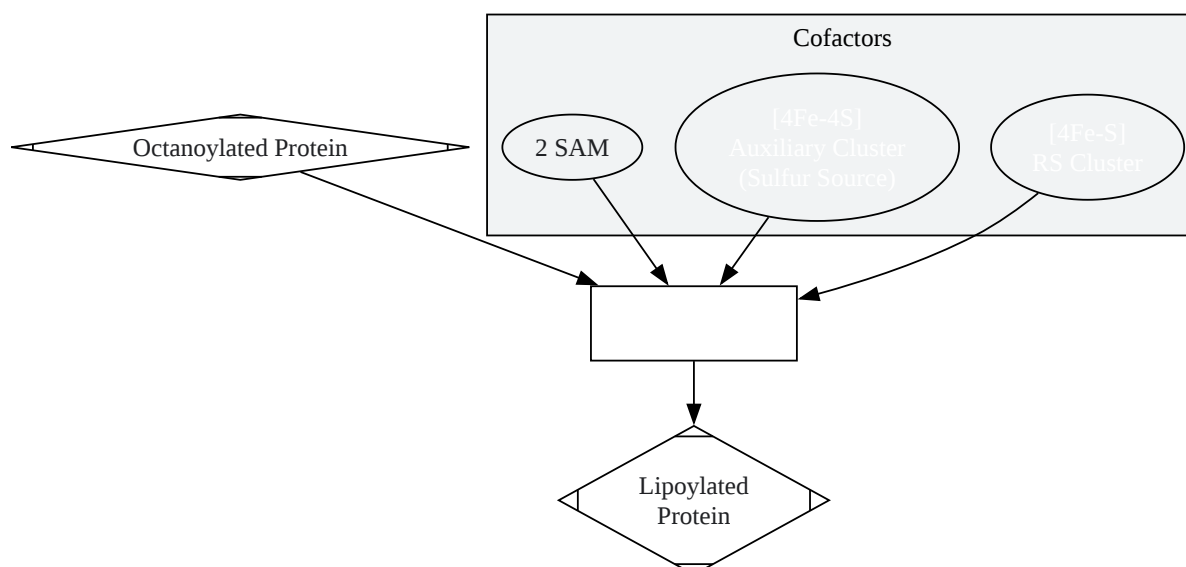 Cofactors
Octanoylated Protein
2 SAM
[4Fe-4S]
Auxiliary Cluster
(Sulfur Source)
[4Fe-S]
RS Cluster
Lipoylated
Protein